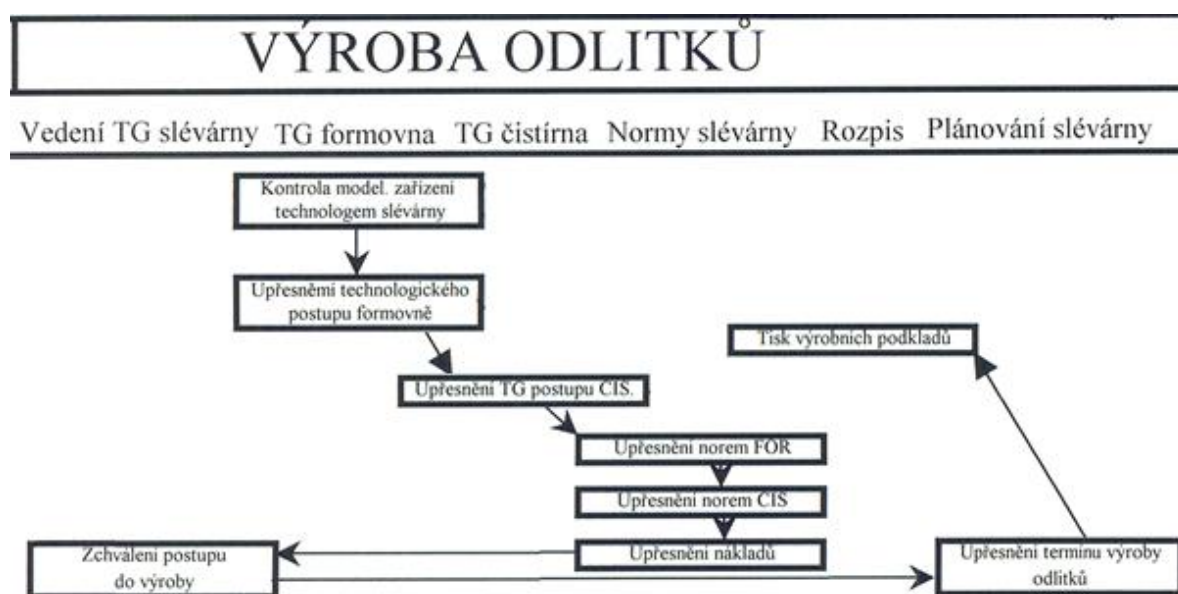 VÝROBA ODLITKŮ
Vedení TG slévárny TG formovna TG čistírna Normy slévárny Rozpis Plánování slévárny
Kontrola model. zařízení
technologem slévárny
Upřesněmí technologického
postupu formovně
Tisk výrobních podkladů
Upřesnění TG postupu CIS.
Upřesnění norem FOR
Upřesnění norem CIS
Upřesnění nákladů
Zchválení postupu
do výroby
Upřesnění termínu výroby
odlitků